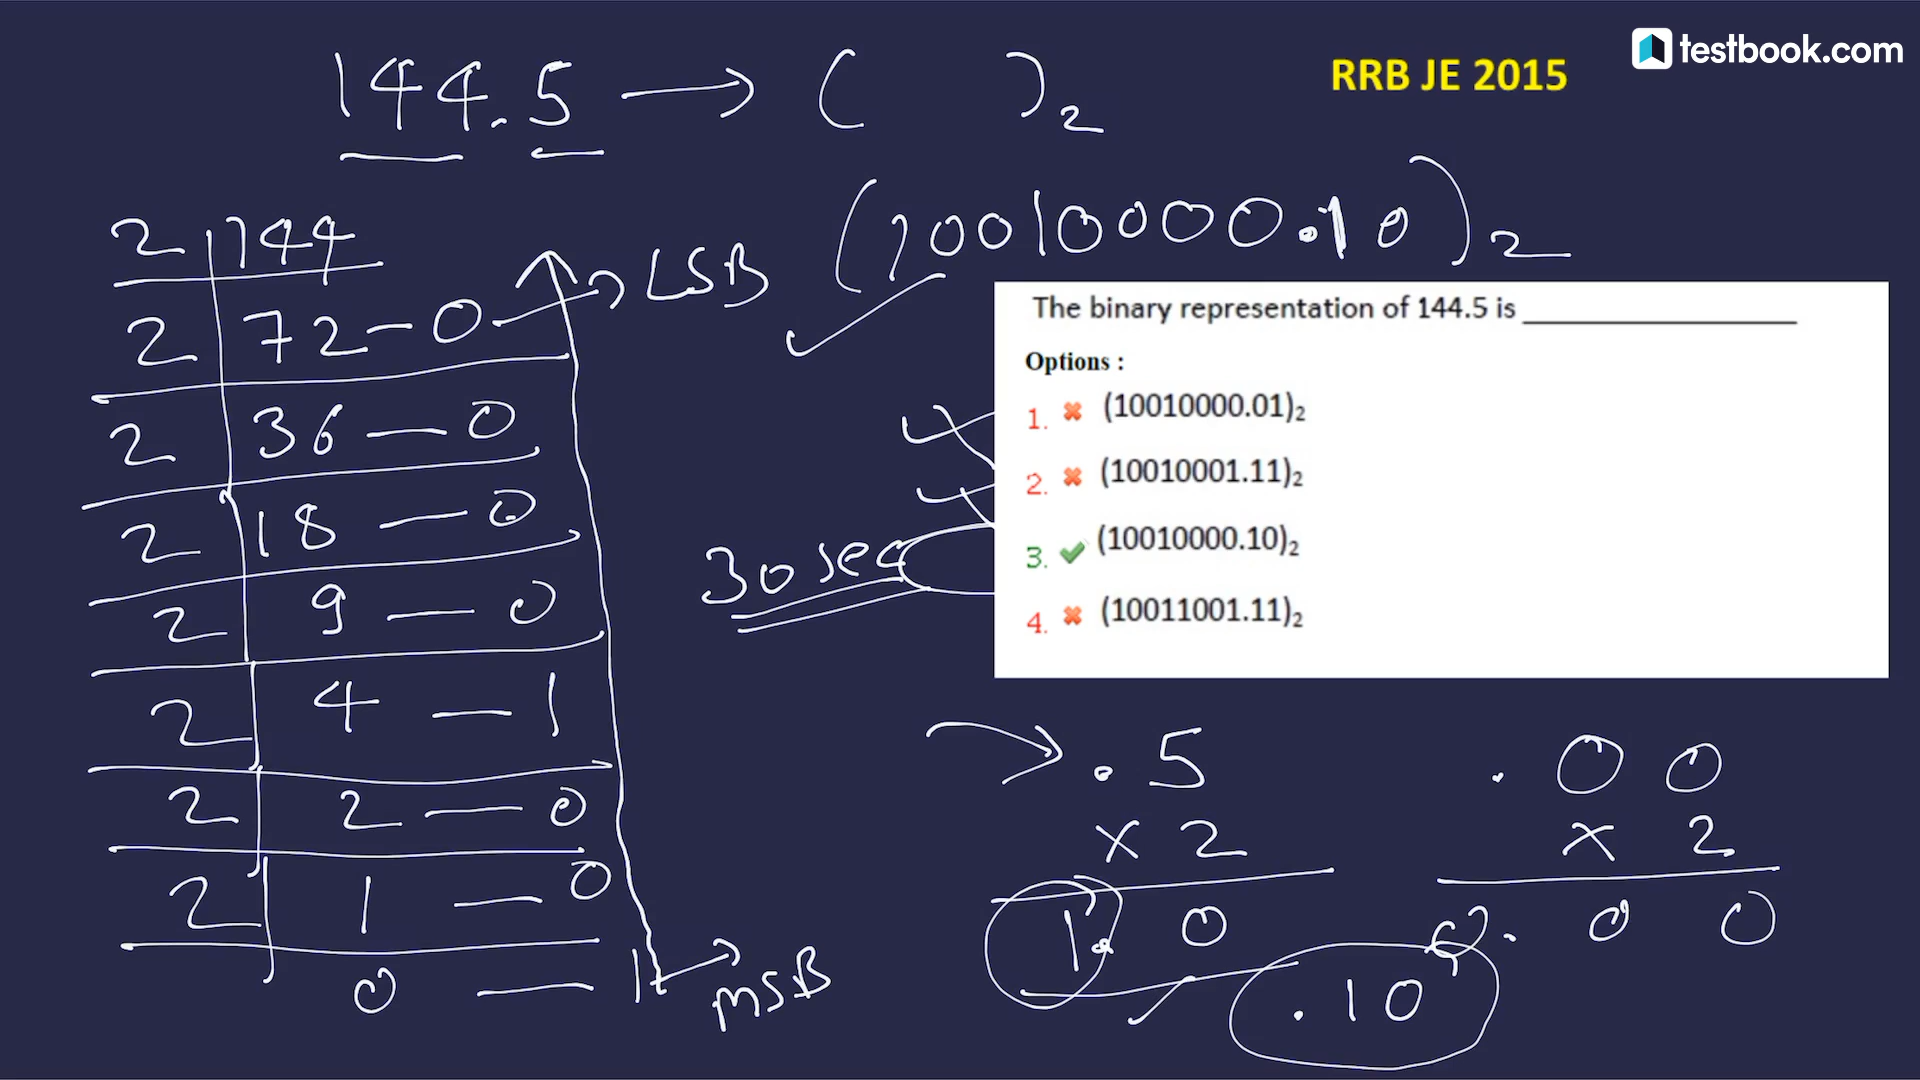 testbook.com
RRB JE 2015
144.5 → ( )2
(10010000.10)2
2 144
2 72 - 0 → LSB
2 36 - 0
2 18 - 0
2 9 - 0
2 4 - 1
2 2 - 0
2 1 - 0
0 - 1 → MSB
30 sec
The binary representation of 144.5 is ____________________
Options :
1. ✖ (10010000.01)2
2. ✖ (10010001.11)2
3. ✔ (10010000.10)2
4. ✖ (10011001.11)2
.5
× 2
1.0
.00
× 2
0.00
.10